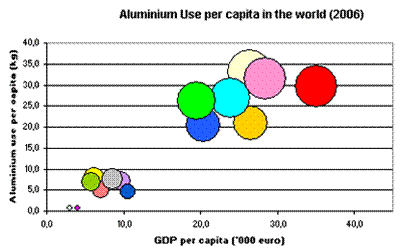 Aluminium Use per capita in the world (2006)
Aluminium use per capita (kg)
40,0
35,0
30,0
25,0
20,0
15,0
10,0
5,0
0,0
0,0 10,0 20,0 30,0 40,0
GDP per capita ('000 euro)